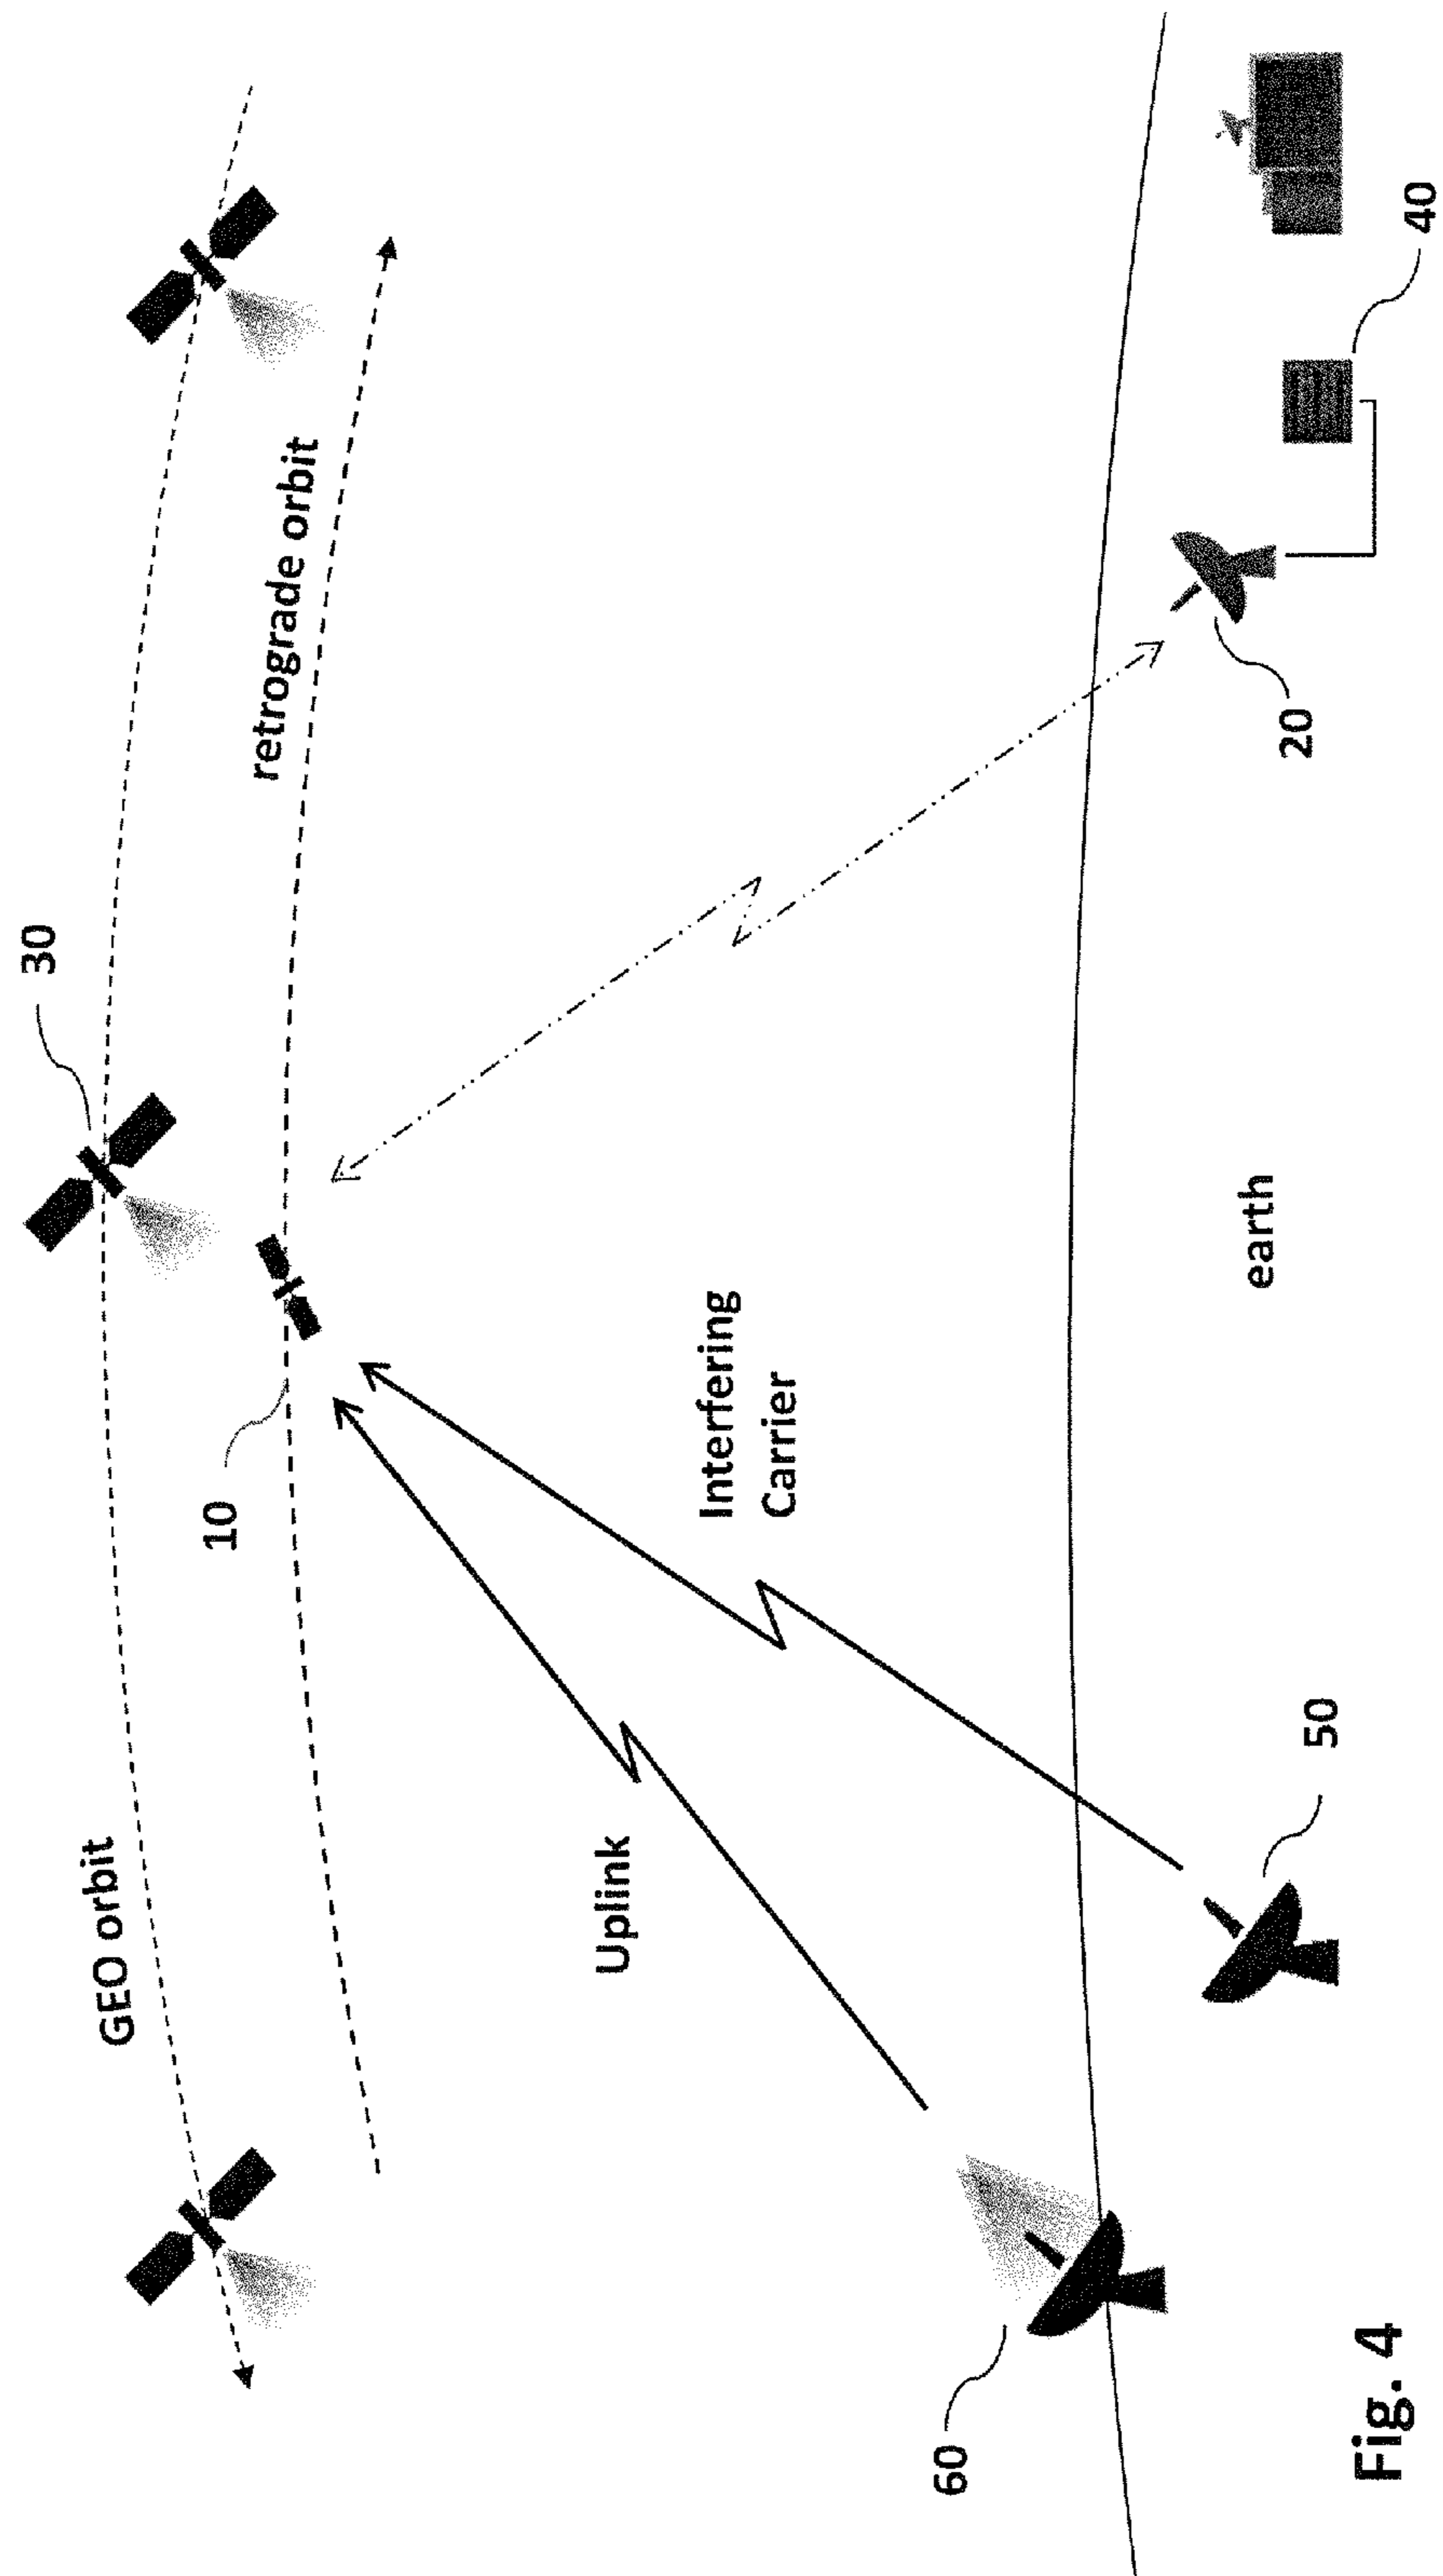 30
GEO orbit
retrograde orbit
10
Uplink
Interfering
Carrier
60
50
earth
20
40
Fig. 4